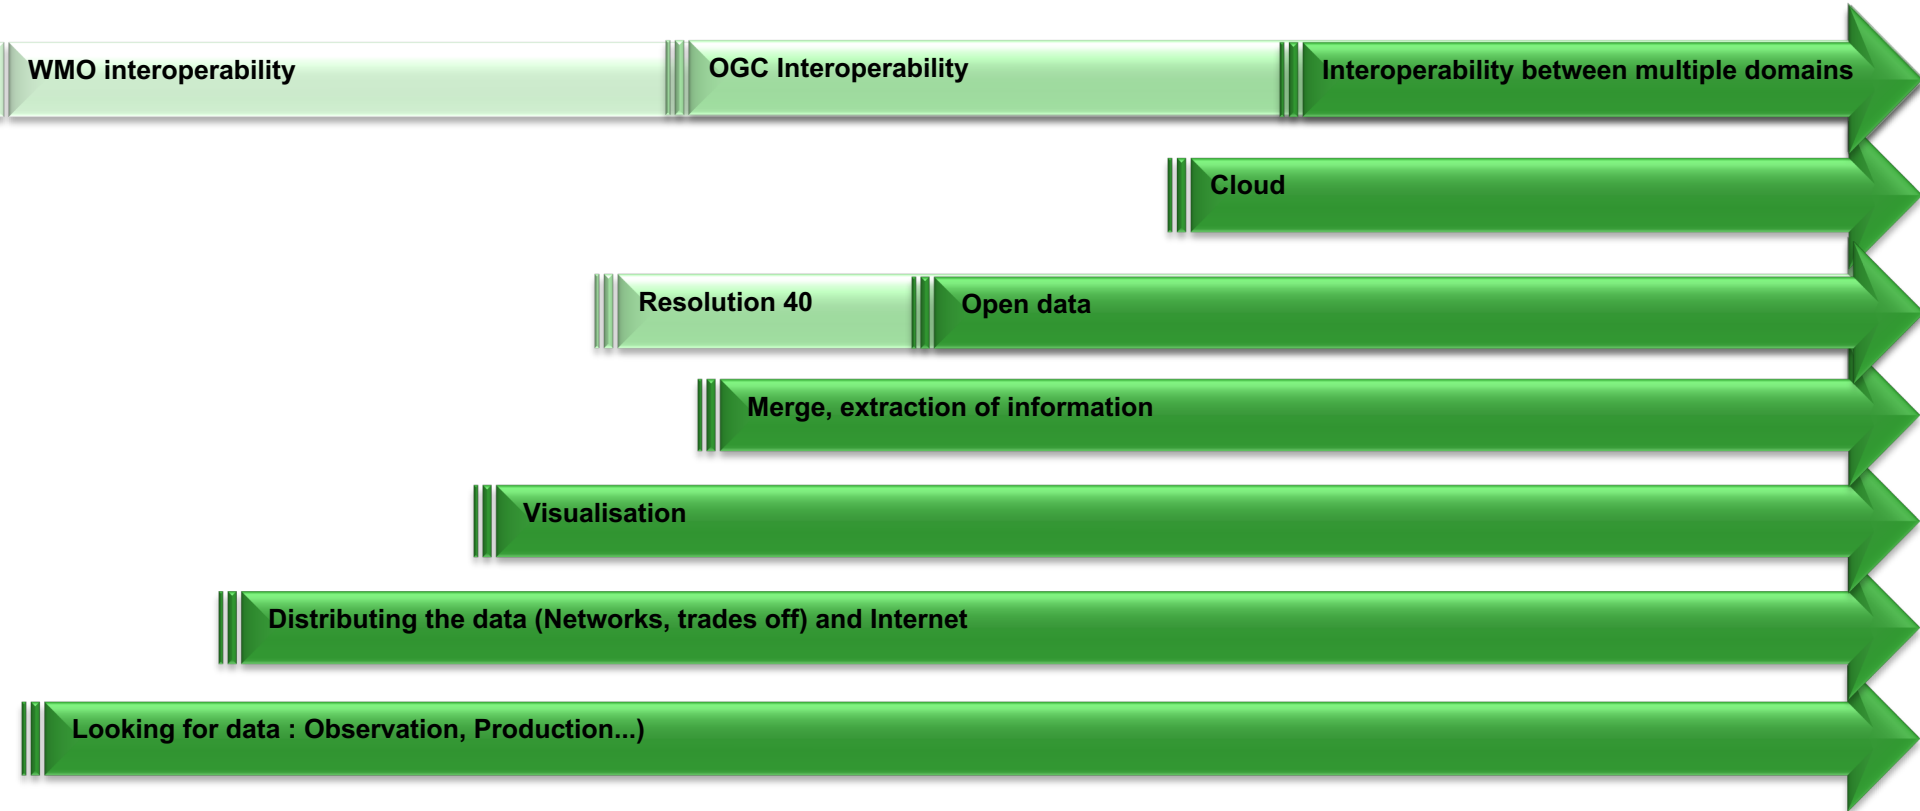 WMO interoperability
OGC Interoperability
Interoperability between multiple domains
Cloud
Resolution 40
Open data
Merge, extraction of information
Visualisation
Distributing the data (Networks, trades off) and Internet
Looking for data : Observation, Production...)